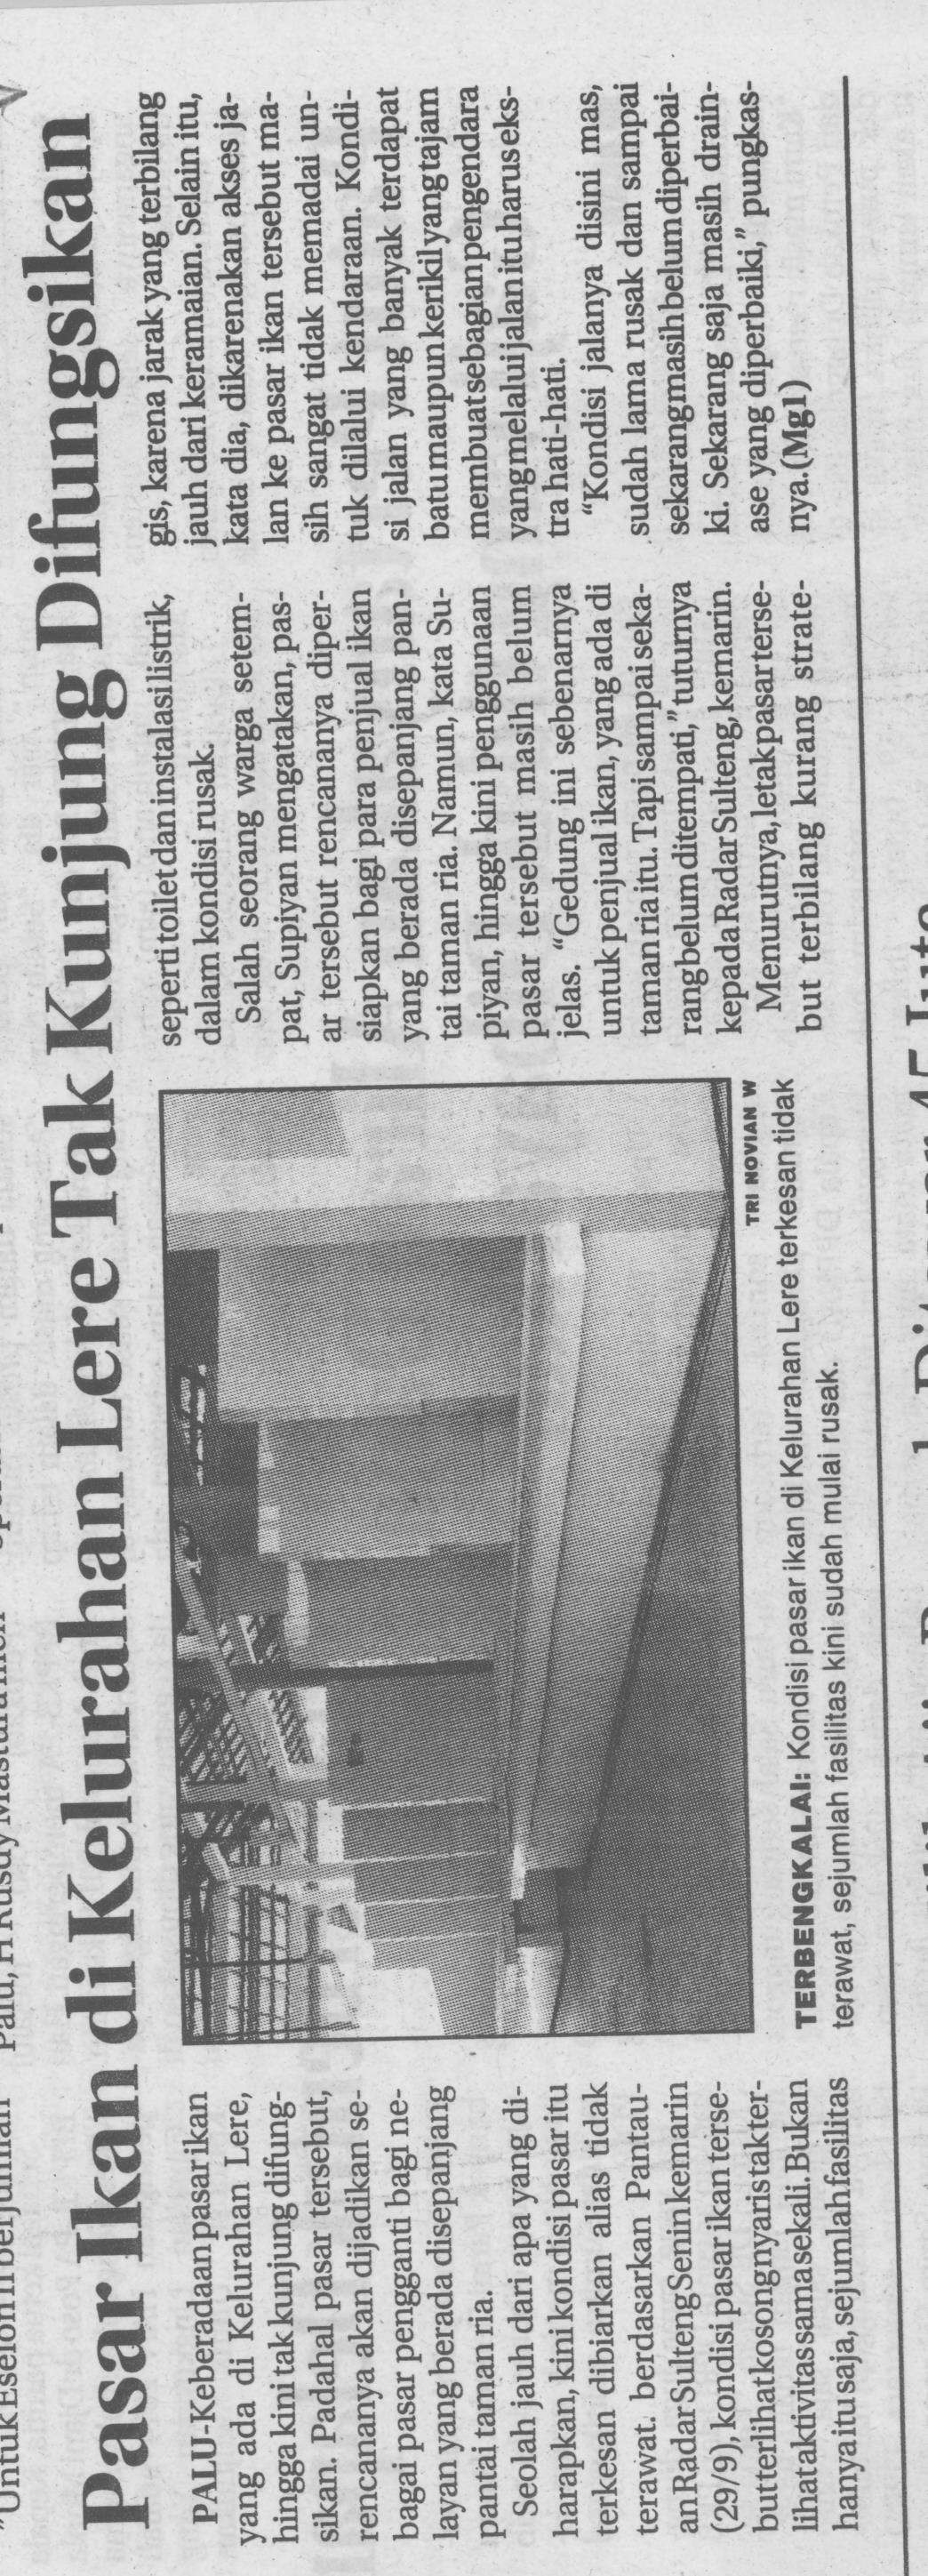 "Untuk Eselon II berjumlah
Palu, H Rusdy Mastura men
Pasar Ikan di Kelurahan Lere Tak Kunjung Difungsikan
PALU-Keberadaan pasar ikan
yang ada di Kelurahan Lere,
hingga kini tak kunjung difung-
sikan. Padahal pasar tersebut,
rencananya akan dijadikan se-
bagai pasar pengganti bagi ne-
layan yang berada disepanjang
pantai taman ria.
Seolah jauh dari apa yang di-
harapkan, kini kondisi pasar itu
terkesan dibiarkan alias tidak
terawat. berdasarkan Pantau-
an Radar Sulteng Senin kemarin
(29/9), kondisi pasar ikan terse-
but terlihat kosong nyaris tak ter-
lihat aktivitas sama sekali. Bukan
hanya itu saja, sejumlah fasilitas
TRI NOVIAN W
TERBENGKALAI: Kondisi pasar ikan di Kelurahan Lere terkesan tidak
terawat, sejumlah fasilitas kini sudah mulai rusak.
seperti toilet dan instalasi listrik,
dalam kondisi rusak.
Salah seorang warga setem-
pat, Supiyan mengatakan, pas-
ar tersebut rencananya diper-
siapkan bagi para penjual ikan
yang berada disepanjang pan-
tai taman ria. Namun, kata Su-
piyan, hingga kini penggunaan
pasar tersebut masih belum
jelas. "Gedung ini sebenarnya
untuk penjual ikan, yang ada di
taman ria itu. Tapi sampai seka-
rang belum ditempati," tuturnya
kepada Radar Sulteng, kemarin.
Menurutnya, letak pasar terse-
but terbilang kurang strate-
gis, karena jarak yang terbilang
jauh dari keramaian. Selain itu,
kata dia, dikarenakan akses ja-
lan ke pasar ikan tersebut ma-
sih sangat tidak memadai un-
tuk dilalui kendaraan. Kondi-
si jalan yang banyak terdapat
batu maupun kerikil yang tajam
membuat sebagian pengendara
yang melalui jalan itu harus eks-
tra hati-hati.
"Kondisi jalanya disini mas,
sudah lama rusak dan sampai
sekarang masih belum diperbai-
ki. Sekarang saja masih drain-
ase yang diperbaiki," pungkas-
nya. (Mg1)